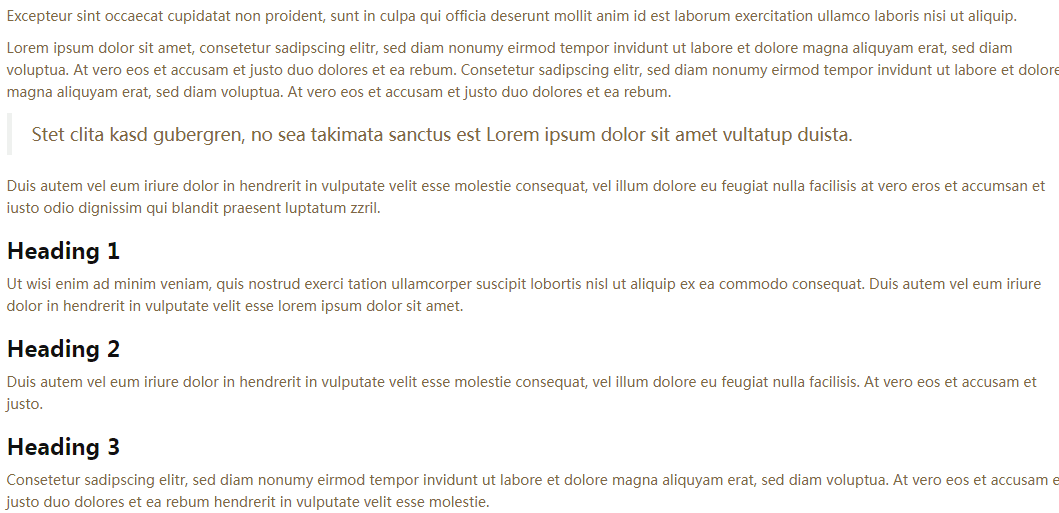 Excepteur sint occaecat cupidatat non proident, sunt in culpa qui officia deserunt mollit anim id est laborum exercitation ullamco laboris nisi ut aliquip.
Lorem ipsum dolor sit amet, consetetur sadipscing elitr, sed diam nonumy eirmod tempor invidunt ut labore et dolore magna aliquyam erat, sed diam
voluptua. At vero eos et accusam et justo duo dolores et ea rebum. Consetetur sadipscing elitr, sed diam nonumy eirmod tempor invidunt ut labore et dolore
magna aliquyam erat, sed diam voluptua. At vero eos et accusam et justo duo dolores et ea rebum.
Stet clita kasd gubergren, no sea takimata sanctus est Lorem ipsum dolor sit amet vultatup duista.
Duis autem vel eum iriure dolor in hendrerit in vulputate velit esse molestie consequat, vel illum dolore eu feugiat nulla facilisis at vero eros et accumsan et
iusto odio dignissim qui blandit praesent luptatum zzril.
Heading 1
Ut wisi enim ad minim veniam, quis nostrud exerci tation ullamcorper suscipit lobortis nisl ut aliquip ex ea commodo consequat. Duis autem vel eum iriure
dolor in hendrerit in vulputate velit esse lorem ipsum dolor sit amet.
Heading 2
Duis autem vel eum iriure dolor in hendrerit in vulputate velit esse molestie consequat, vel illum dolore eu feugiat nulla facilisis. At vero eos et accusam et
justo.
Heading 3
Consetetur sadipscing elitr, sed diam nonumy eirmod tempor invidunt ut labore et dolore magna aliquyam erat, sed diam voluptua. At vero eos et accusam e
justo duo dolores et ea rebum hendrerit in vulputate velit esse molestie.